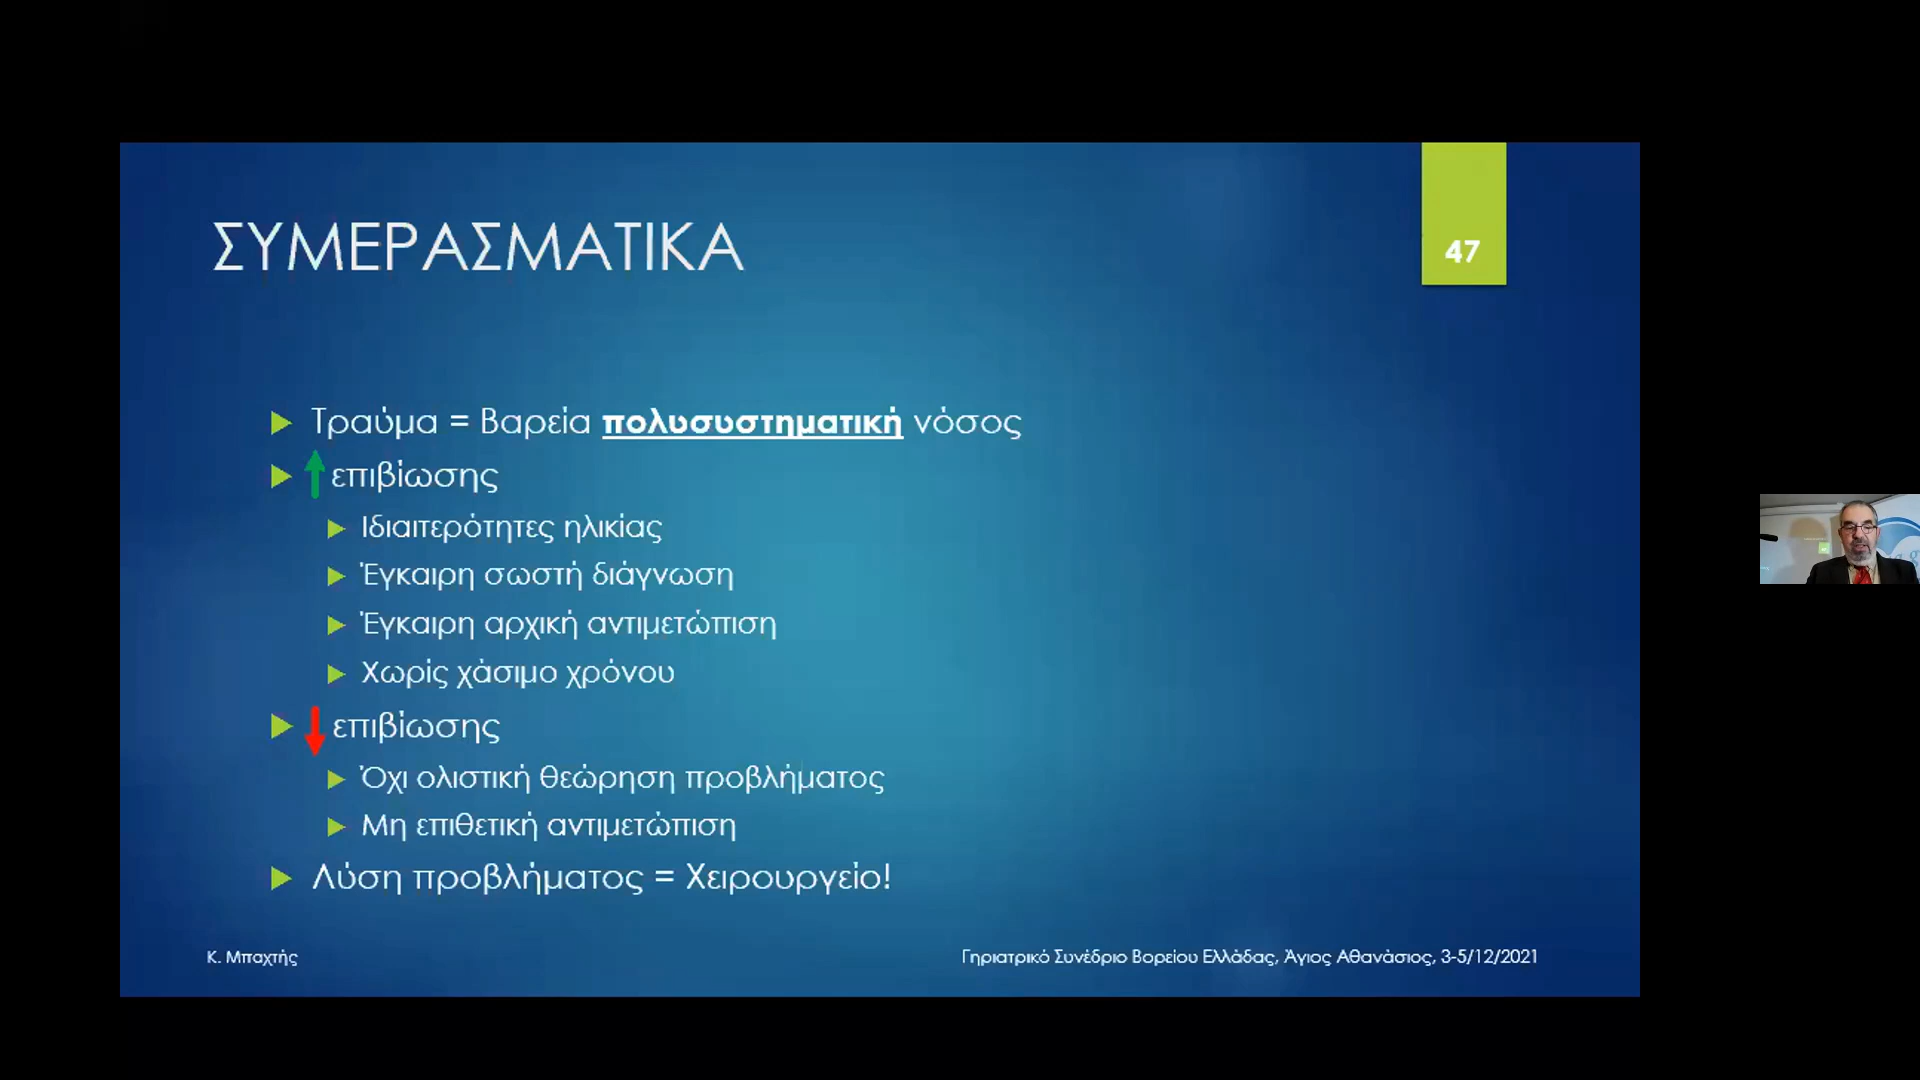 ΣΥΜΕΡΑΣΜΑΤΙΚΑ
47
Τραύμα = Βαρεία πολυσυστηματική νόσος
επιβίωσης
Ιδιαιτερότητες ηλικίας
Έγκαιρη σωστή διάγνωση
Έγκαιρη αρχική αντιμετώπιση
Χωρίς χάσιμο χρόνου
επιβίωσης
Όχι ολιστική θεώρηση προβλήματος
Μη επιθετική αντιμετώπιση
Λύση προβλήματος = Χειρουργείο!
Κ. Μπαχτής
Γηριατρικό Συνέδριο Βορείου Ελλάδας, Άγιος Αθανάσιος, 3-5/12/2021